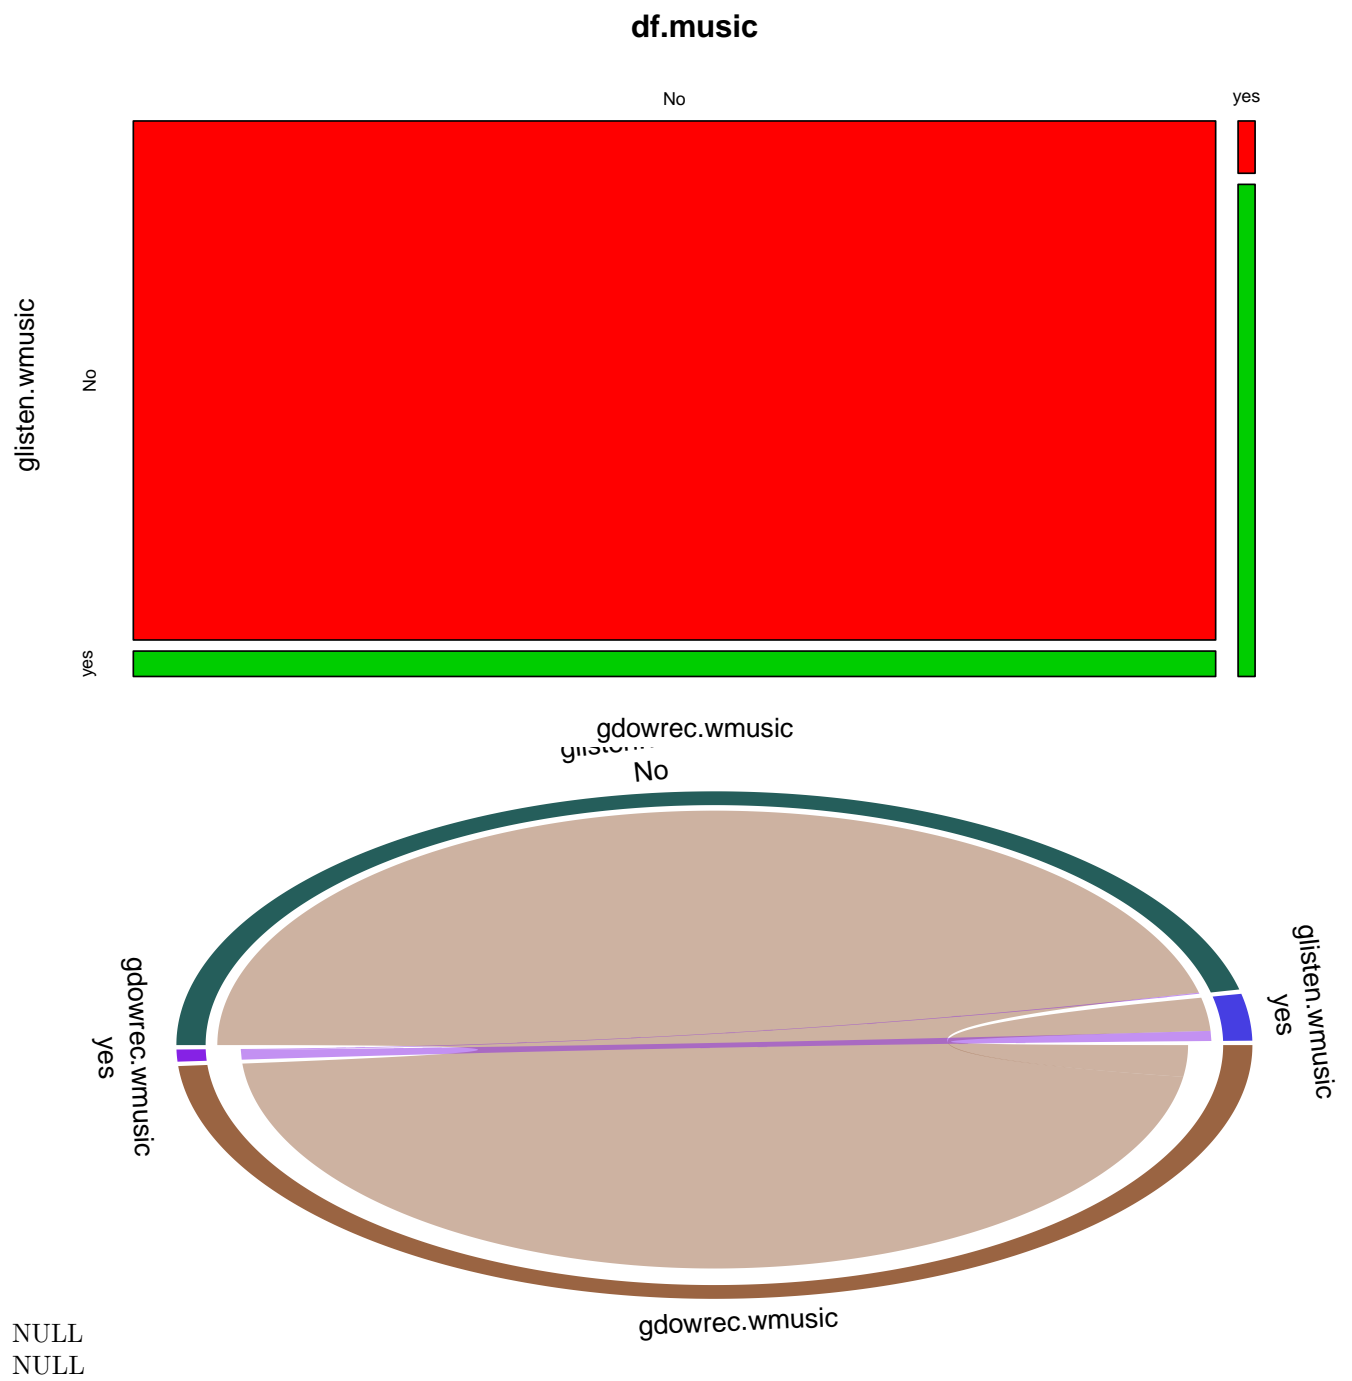 df.music
No
yes
glisten.wmusic
No
yes
gdowrec.wmusic
No
glisten.wmusic
yes
gdowrec.wmusic
yes
gdowrec.wmusic
NULL
NULL